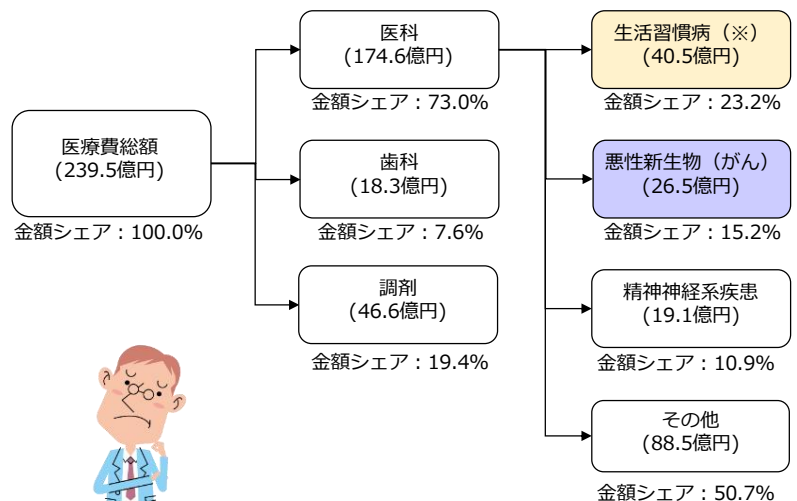 医療費総額
(239.5億円)
金額シェア：100.0%
医科
(174.6億円)
金額シェア：73.0%
歯科
(18.3億円)
金額シェア：7.6%
調剤
(46.6億円)
金額シェア：19.4%
生活習慣病（※）
(40.5億円)
金額シェア：23.2%
悪性新生物（がん）
(26.5億円)
金額シェア：15.2%
精神神経系疾患
(19.1億円)
金額シェア：10.9%
その他
(88.5億円)
金額シェア：50.7%